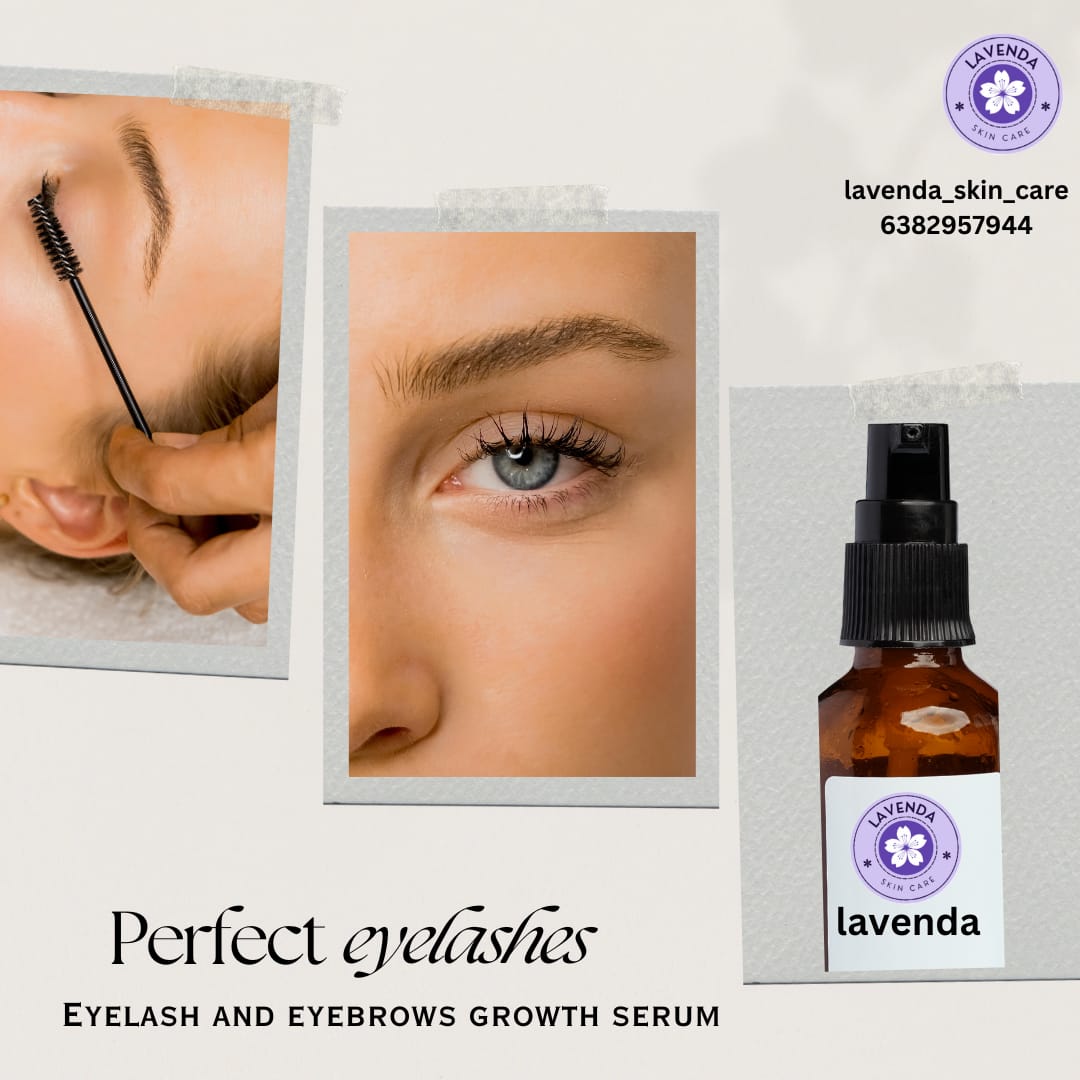 LAVENDA
SKIN CARE
lavenda_skin_care
6382957944
LAVENDA
SKIN CARE
lavenda
Perfect eyelashes
Eyelash and eyebrows growth serum